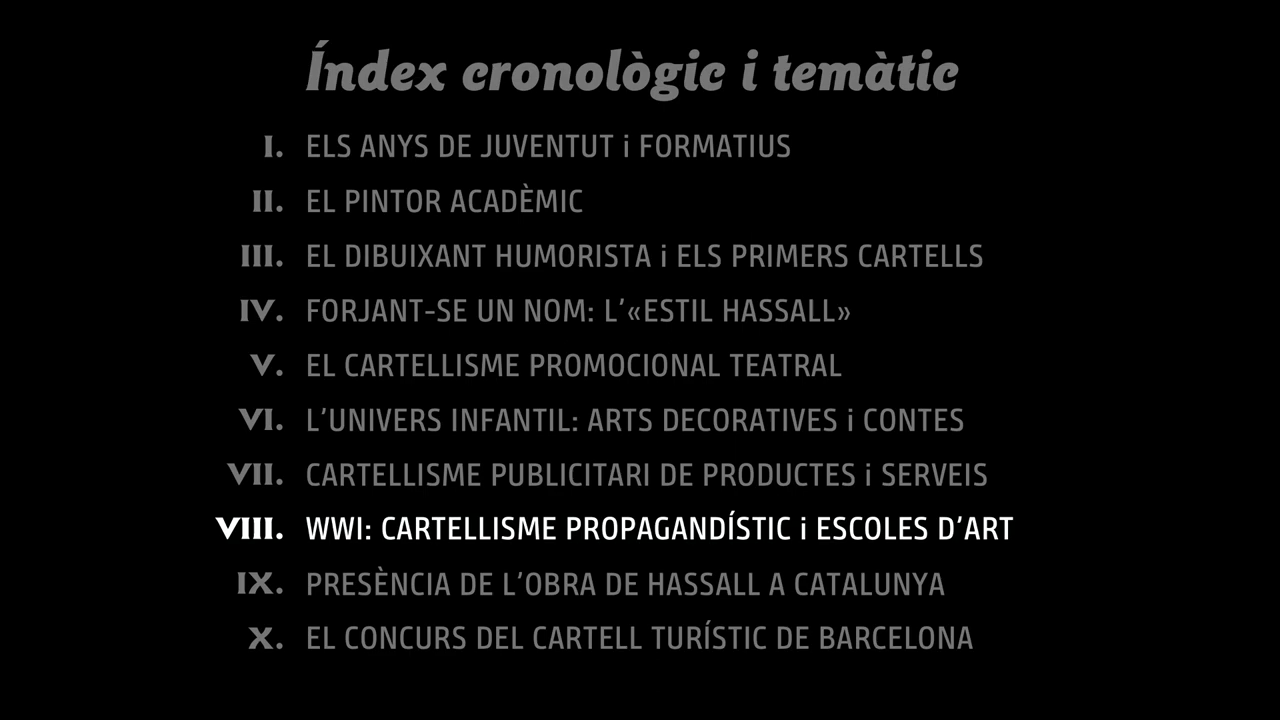 Índex cronològic i temàtic
I. ELS ANYS DE JUVENTUT i FORMATIUS
II. EL PINTOR ACADÈMIC
III. EL DIBUIXANT HUMORISTA i ELS PRIMERS CARTELLS
IV. FORJANT-SE UN NOM: L’«ESTIL HASSALL»
V. EL CARTELLISME PROMOCIONAL TEATRAL
VI. L’UNIVERS INFANTIL: ARTS DECORATIVES i CONTES
VII. CARTELLISME PUBLICITARI DE PRODUCTES i SERVEIS
VIII. WWI: CARTELLISME PROPAGANDÍSTIC i ESCOLES D’ART
IX. PRESÈNCIA DE L’OBRA DE HASSALL A CATALUNYA
X. EL CONCURS DEL CARTELL TURÍSTIC DE BARCELONA